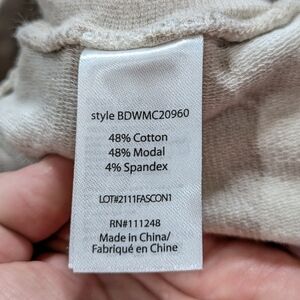 style BDWMC20960
48% Cotton
48% Modal
4% Spandex
LOT#2111FASCON1
RN#111248
Made in China/
Fabriqué en Chine